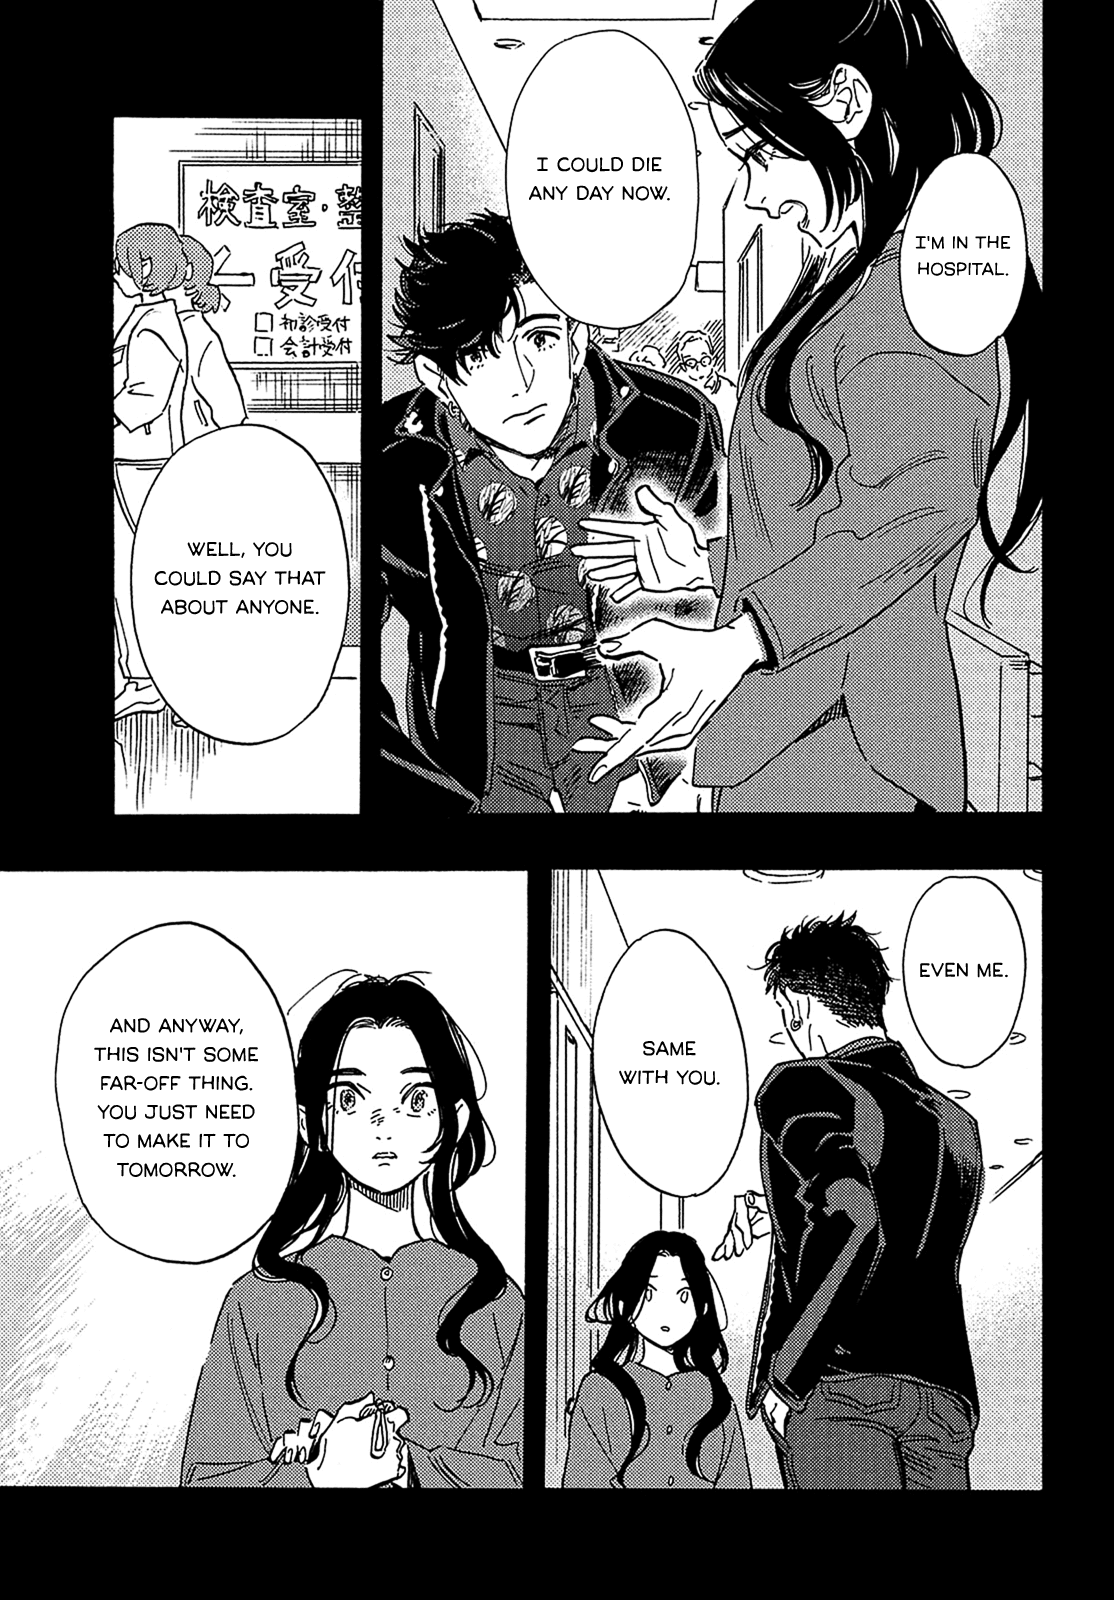 I'M IN THE
HOSPITAL.
I COULD DIE
ANY DAY NOW.
検査室・整
受付
初診受付
会計受付
WELL, YOU
COULD SAY THAT
ABOUT ANYONE.
EVEN ME.
SAME
WITH YOU.
AND ANYWAY,
THIS ISN'T SOME
FAR-OFF THING.
YOU JUST NEED
TO MAKE IT TO
TOMORROW.